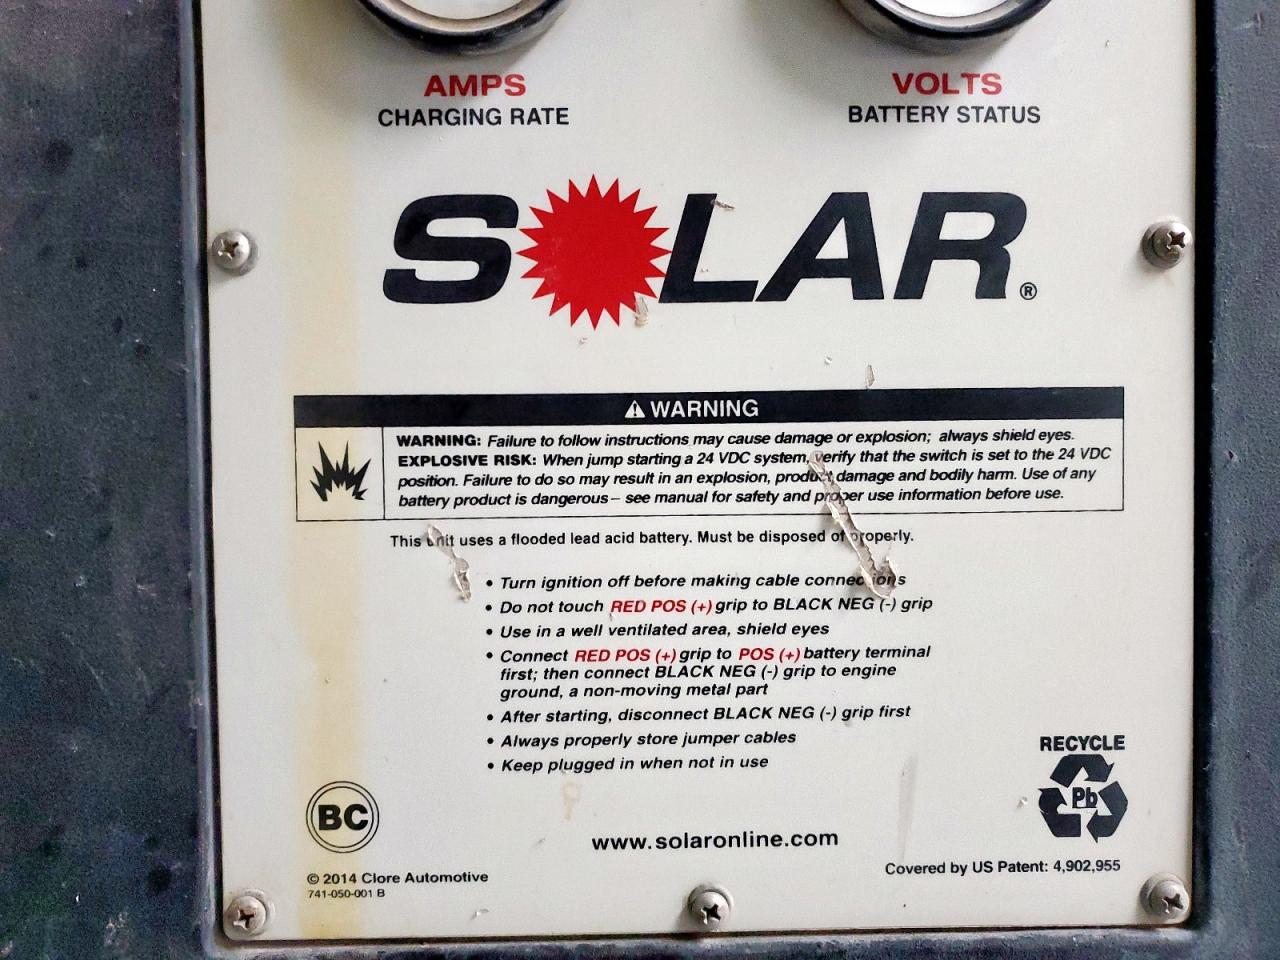 AMPS
CHARGING RATE
VOLTS
BATTERY STATUS
SOLAR®
⚠ WARNING
WARNING: Failure to follow instructions may cause damage or explosion; always shield eyes.
EXPLOSIVE RISK: When jump starting a 24 VDC system, verify that the switch is set to the 24 VDC
position. Failure to do so may result in an explosion, product damage and bodily harm. Use of any
battery product is dangerous – see manual for safety and proper use information before use.
This unit uses a flooded lead acid battery. Must be disposed of properly.
• Turn ignition off before making cable connections
• Do not touch RED POS (+) grip to BLACK NEG (-) grip
• Use in a well ventilated area, shield eyes
• Connect RED POS (+) grip to POS (+) battery terminal
first; then connect BLACK NEG (-) grip to engine
ground, a non-moving metal part
• After starting, disconnect BLACK NEG (-) grip first
• Always properly store jumper cables
• Keep plugged in when not in use
RECYCLE
Pb
BC
www.solaronline.com
© 2014 Clore Automotive
741-050-001 B
Covered by US Patent: 4,902,955